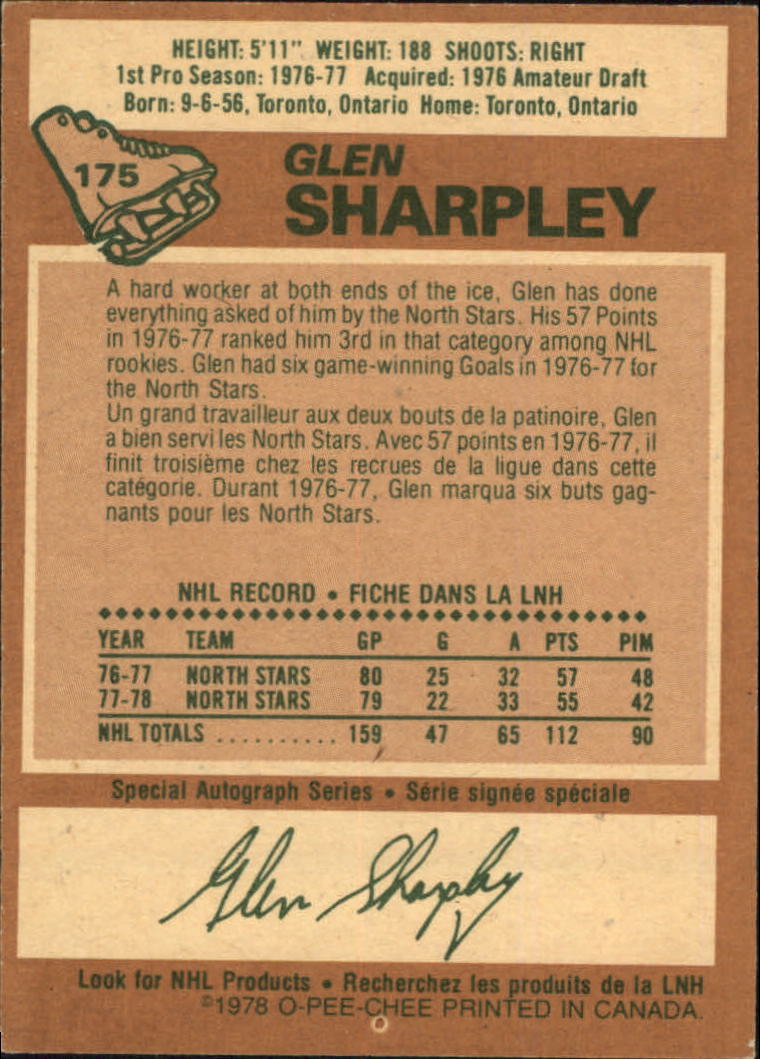 HEIGHT: 5'11" WEIGHT: 188 SHOOTS: RIGHT
1st Pro Season: 1976-77 Acquired: 1976 Amateur Draft
Born: 9-6-56, Toronto, Ontario Home: Toronto, Ontario
175
GLEN
SHARPLEY
A hard worker at both ends of the ice, Glen has done
everything asked of him by the North Stars. His 57 Points
in 1976-77 ranked him 3rd in that category among NHL
rookies. Glen had six game-winning Goals in 1976-77 for
the North Stars.
Un grand travailleur aux deux bouts de la patinoire, Glen
a bien servi les North Stars. Avec 57 points en 1976-77, il
finit troisième chez les recrues de la ligue dans cette
catégorie. Durant 1976-77, Glen marqua six buts gag-
nants pour les North Stars.
NHL RECORD • FICHE DANS LA LNH
YEAR TEAM GP G A PTS PIM
76-77 NORTH STARS 80 25 32 57 48
77-78 NORTH STARS 79 22 33 55 42
NHL TOTALS .......... 159 47 65 112 90
Special Autograph Series • Série signée spéciale
Glen Sharpley
Look for NHL Products • Recherchez les produits de la LNH
©1978 O-PEE-CHEE PRINTED IN CANADA.